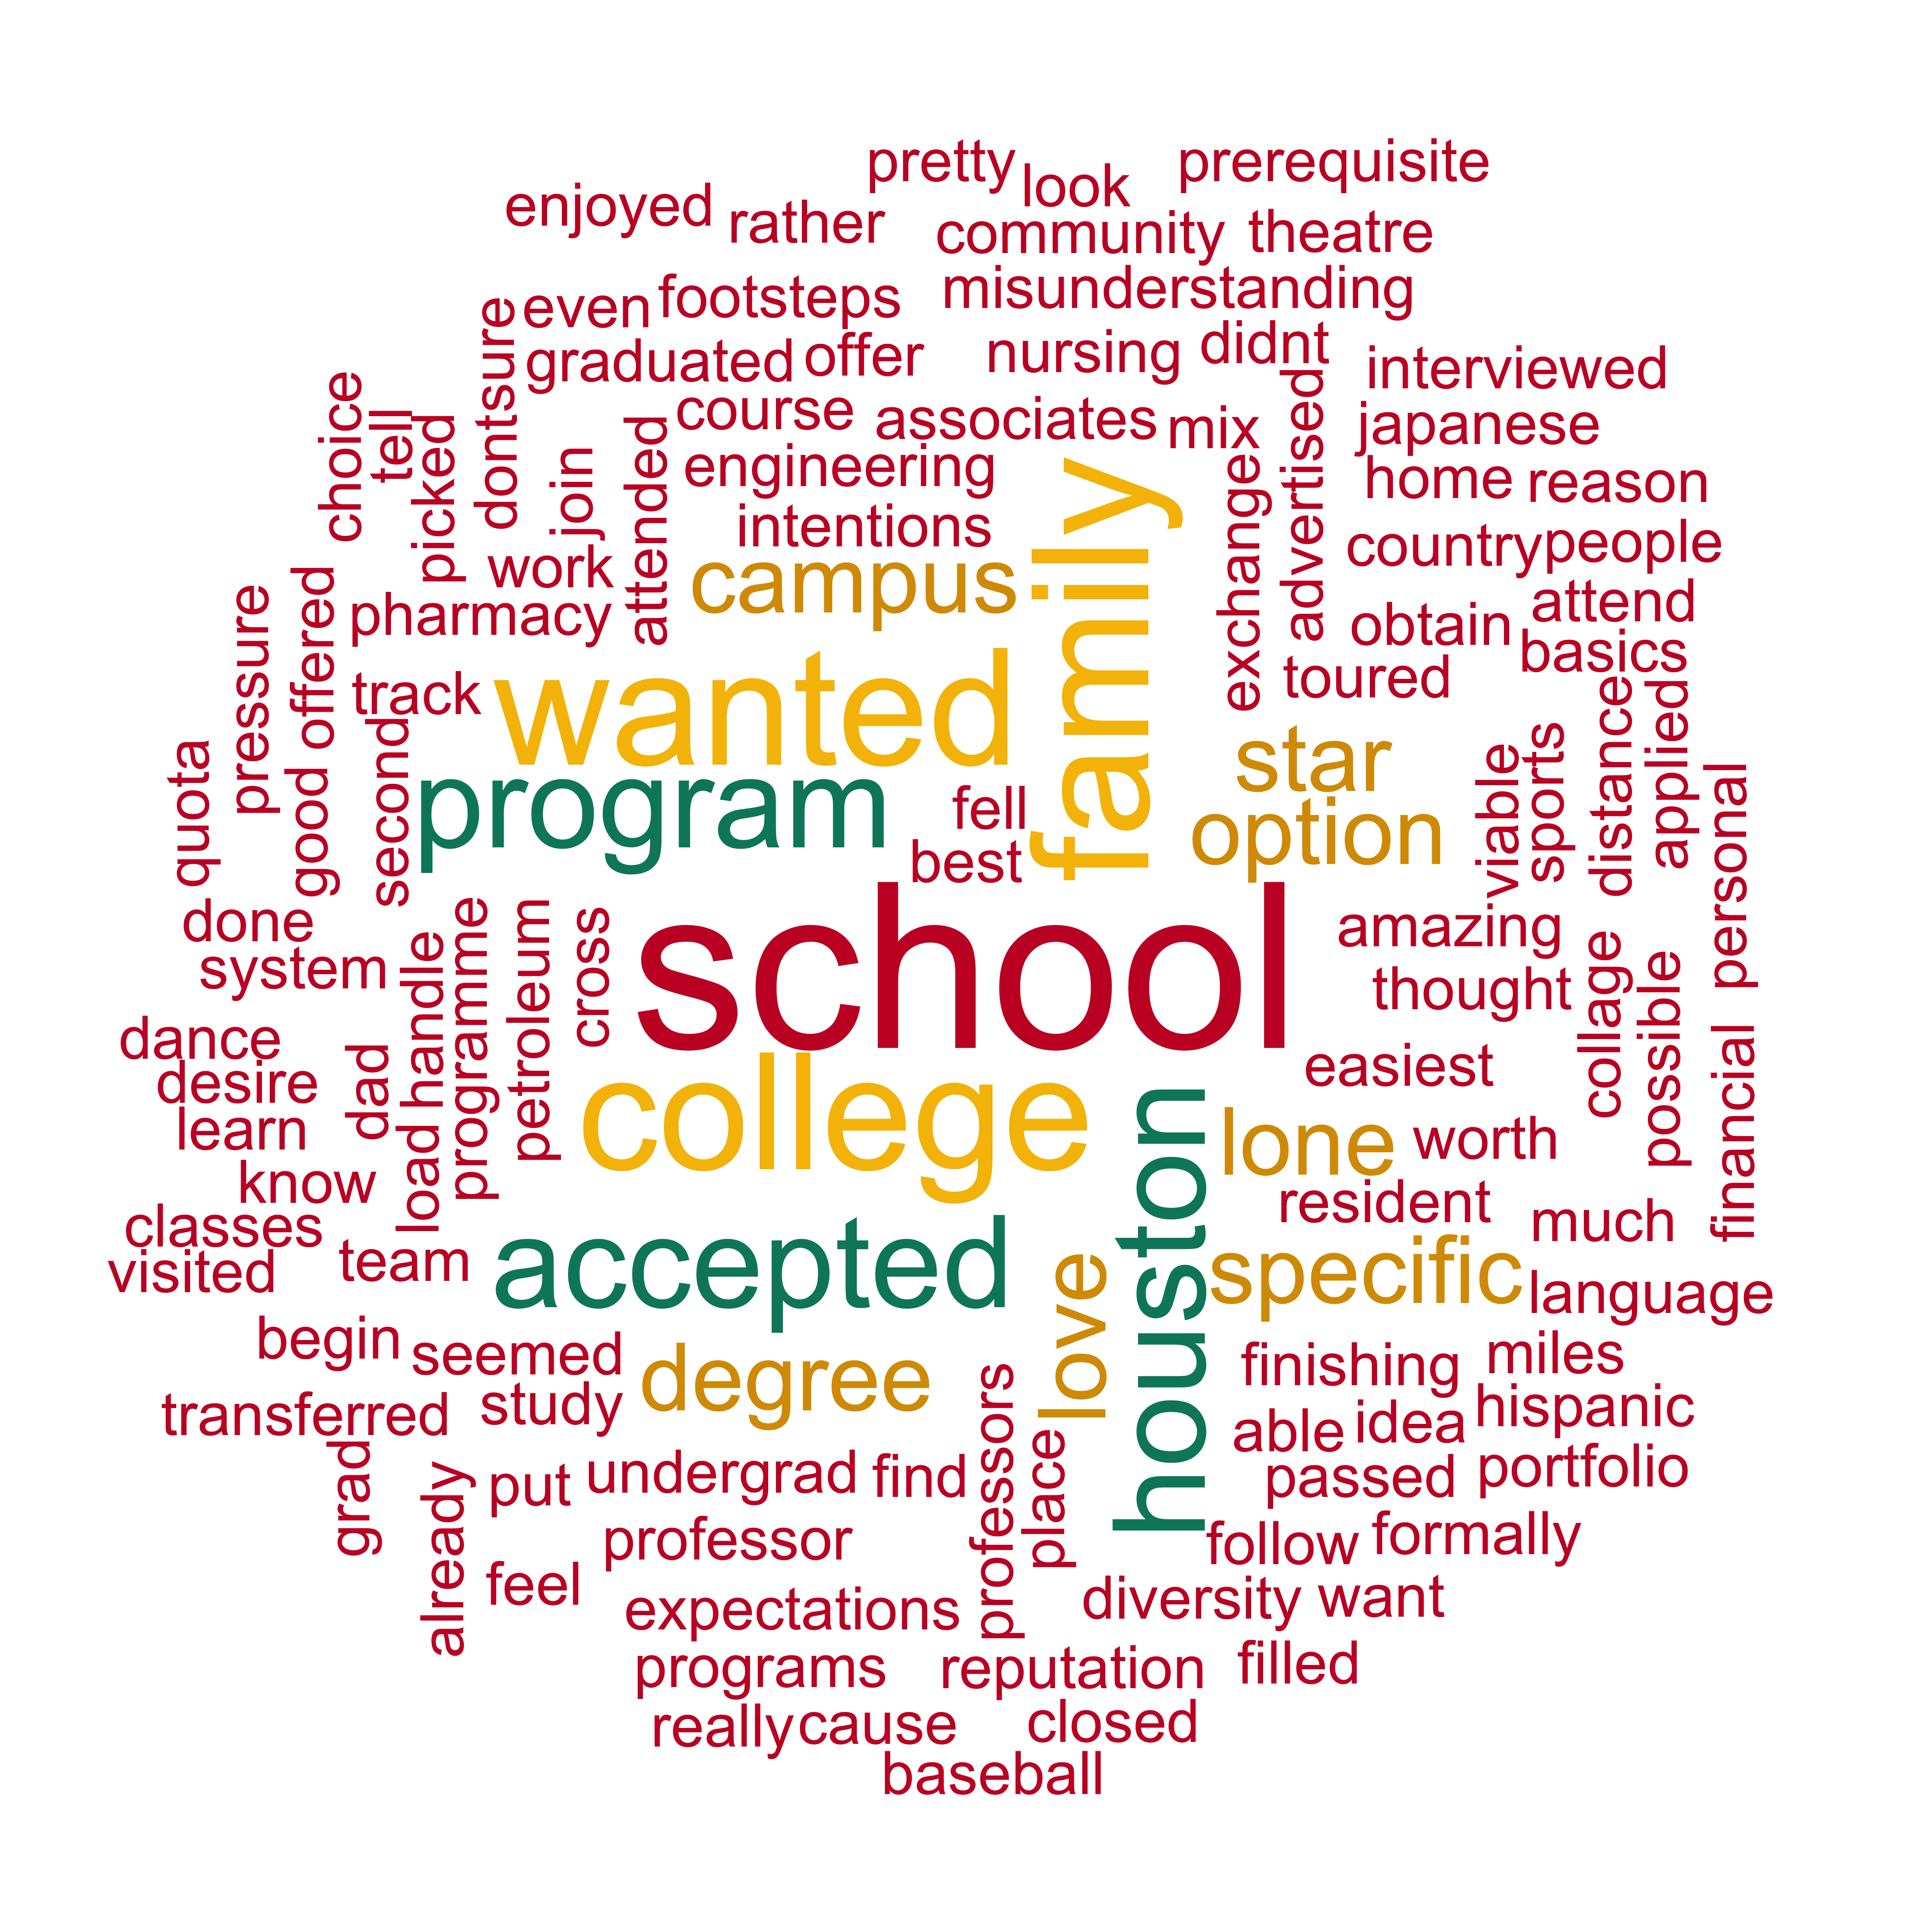 pretty
look
prerequisite
enjoyed
rather
community
theatre
even
footsteps
misunderstanding
dont
sure
graduated
offer
nursing
didnt
interviewed
choice
tell
picked
join
attended
course
associates
mix
advertised
japanese
engineering
home
reason
intentions
family
exchange
country
people
work
campus
pharmacy
obtain
attend
basics
pressure
offered
track
wanted
toured
star
quota
good
second
program
fell
best
option
viable
sports
distance
applied
personal
done
system
programme
petroleum
cross
school
amazing
thought
collage
possible
dance
desire
learn
dad
handle
load
college
houston
easiest
lone
worth
financial
know
classes
visited
team
accepted
resident
much
love
specific
language
begin
seemed
degree
finishing
miles
transferred
study
professors
place
able
idea
hispanic
grad
already
put
undergrad
find
passed
portfolio
professor
follow
formally
feel
expectations
diversity
want
programs
reputation
filled
really
cause
closed
baseball